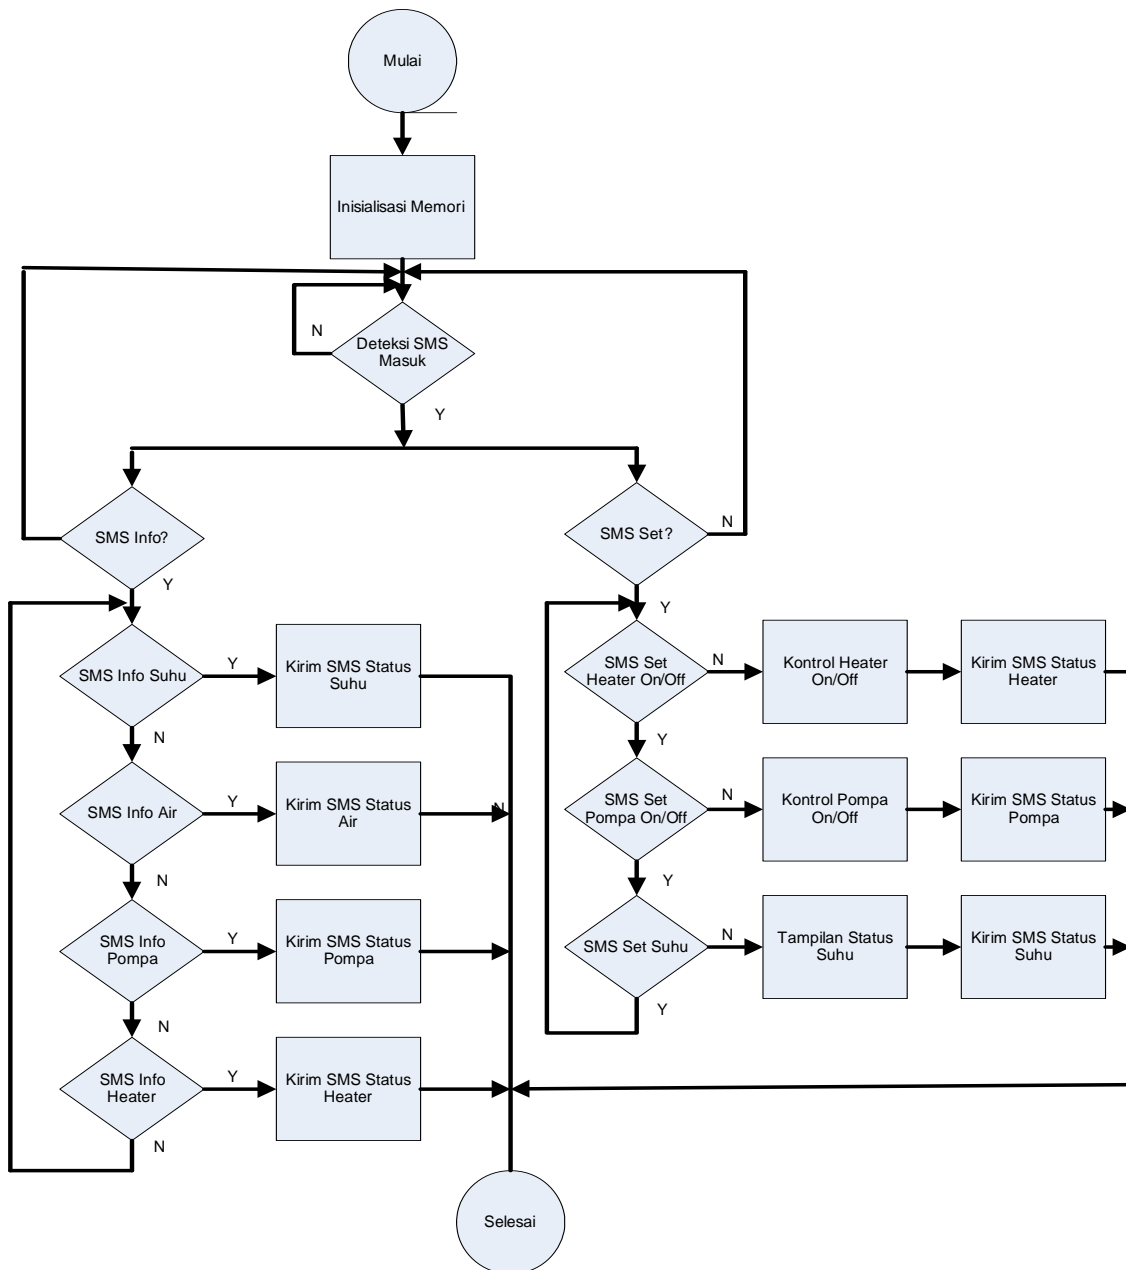 Mulai
Inisialisasi Memori
N
Deteksi SMS
Masuk
Y
SMS Info?
SMS Set?
N
Y
Y
SMS Info Suhu
Y
Kirim SMS Status
Suhu
SMS Set
Heater On/Off
N
Kontrol Heater
On/Off
Kirim SMS Status
Heater
N
Y
SMS Info Air
Y
Kirim SMS Status
Air
N
SMS Set
Pompa On/Off
N
Kontrol Pompa
On/Off
Kirim SMS Status
Pompa
N
Y
SMS Info
Pompa
Y
Kirim SMS Status
Pompa
SMS Set Suhu
N
Tampilan Status
Suhu
Kirim SMS Status
Suhu
N
Y
SMS Info
Heater
Y
Kirim SMS Status
Heater
N
Selesai